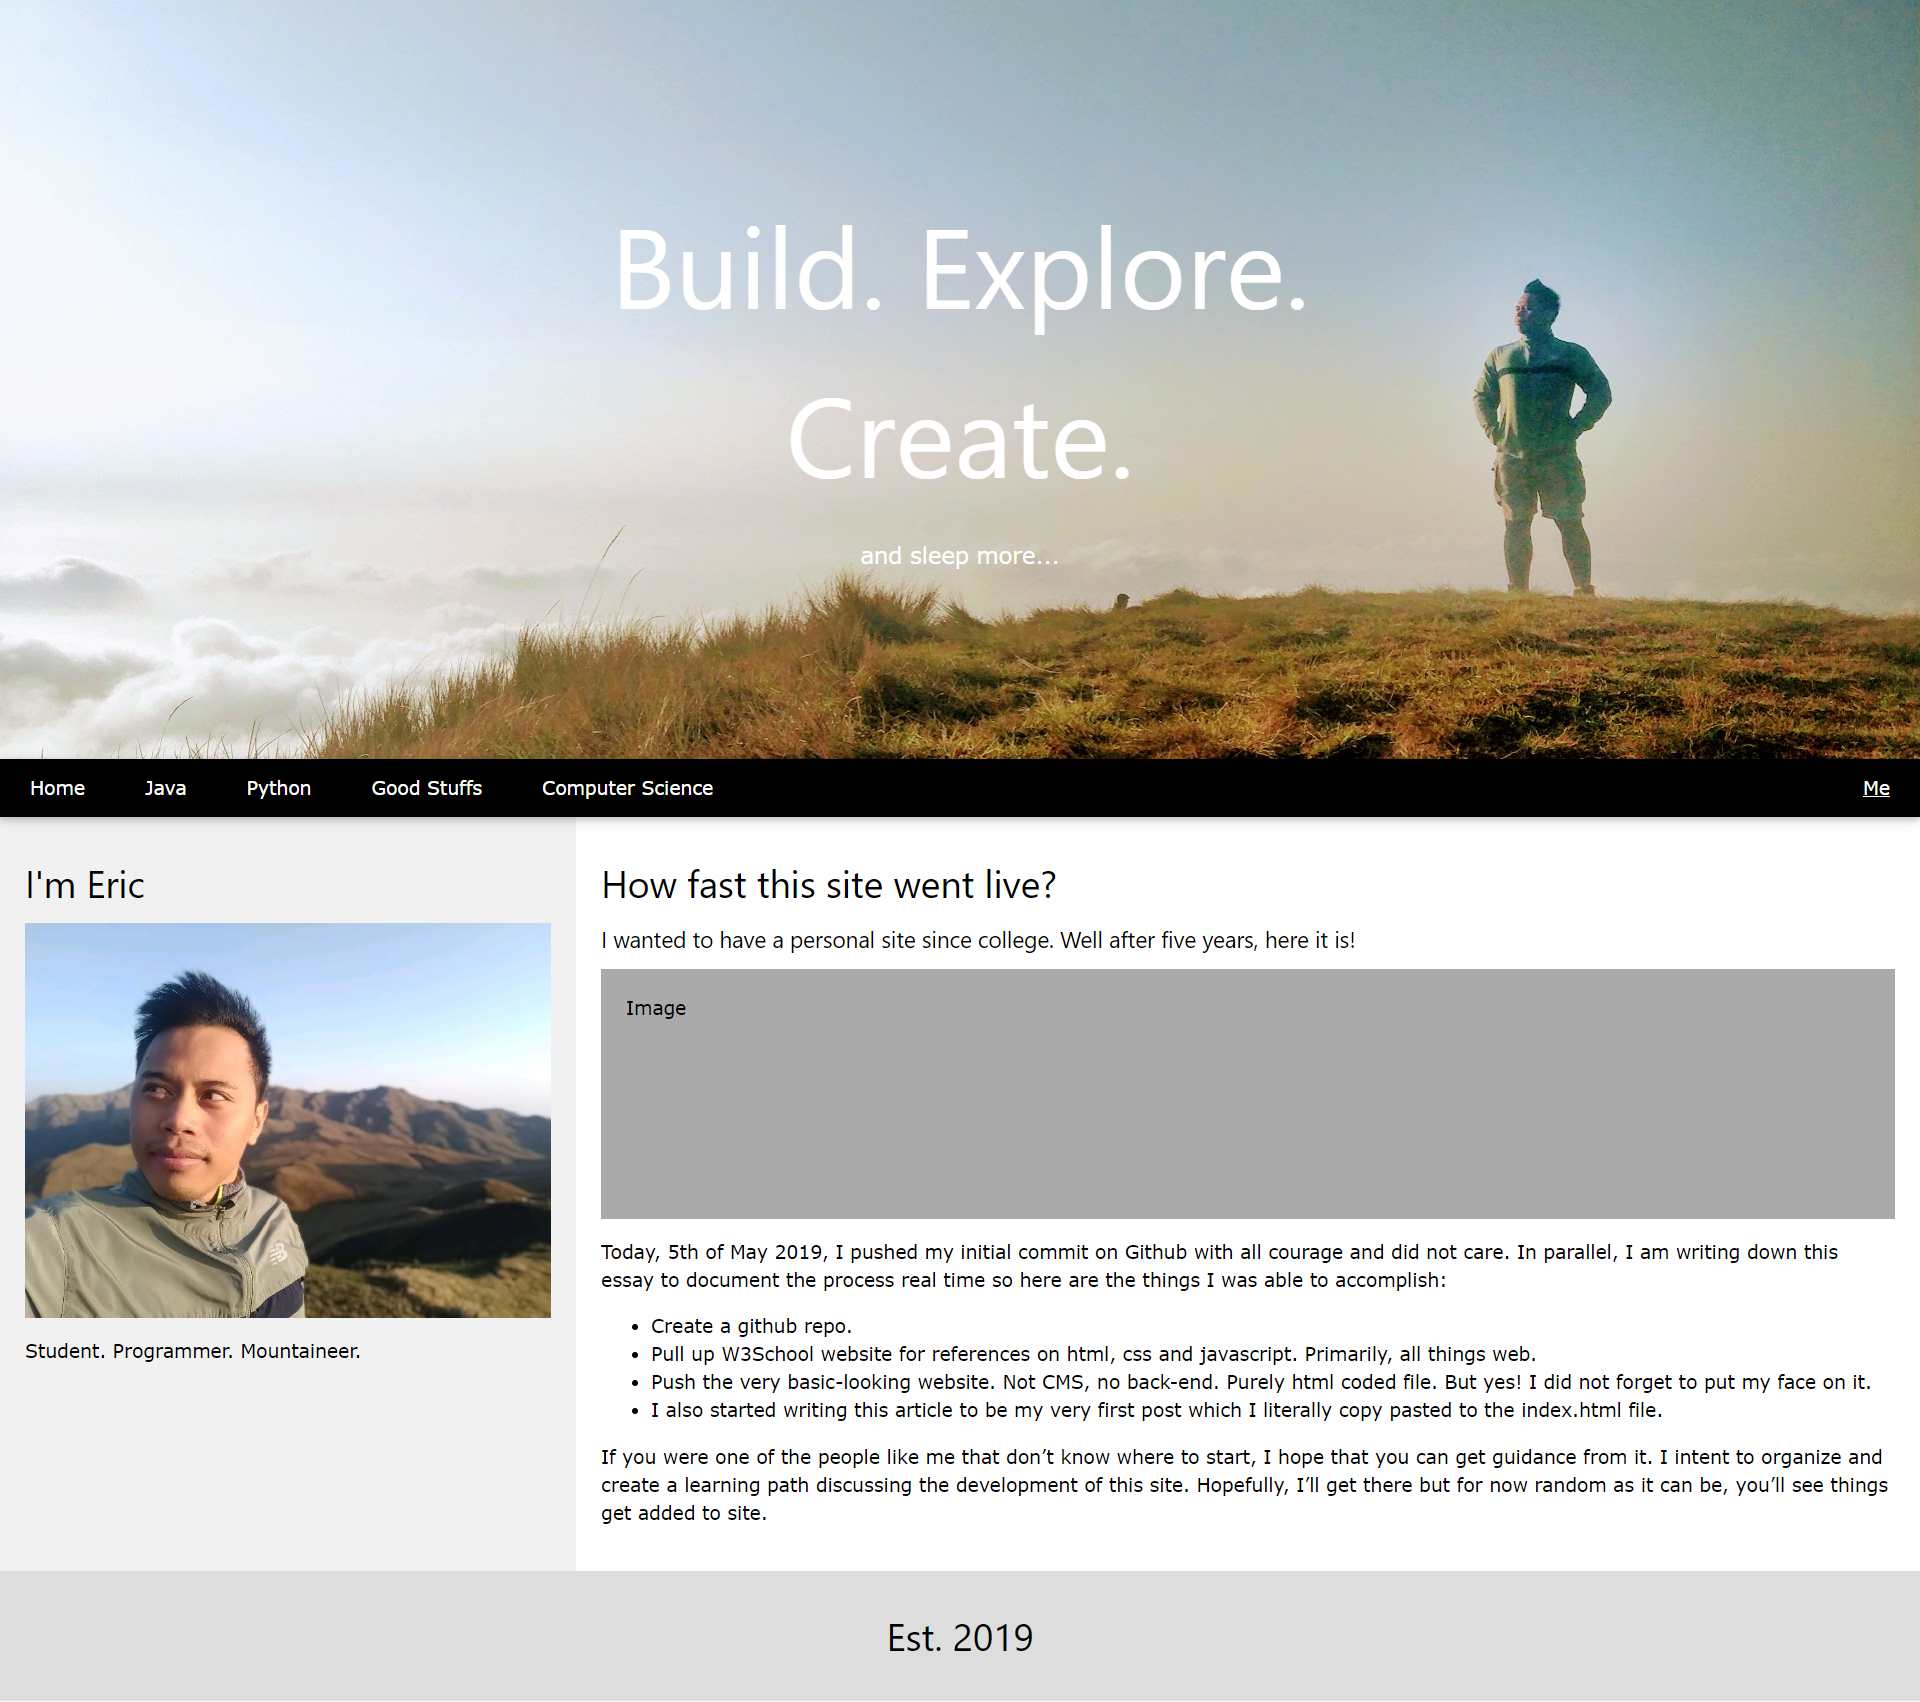 Build. Explore.
Create.
and sleep more...
Home Java Python Good Stuffs Computer Science Me
I'm Eric
Student. Programmer. Mountaineer.
How fast this site went live?
I wanted to have a personal site since college. Well after five years, here it is!
Image
Today, 5th of May 2019, I pushed my initial commit on Github with all courage and did not care. In parallel, I am writing down this
essay to document the process real time so here are the things I was able to accomplish:
• Create a github repo.
• Pull up W3School website for references on html, css and javascript. Primarily, all things web.
• Push the very basic-looking website. Not CMS, no back-end. Purely html coded file. But yes! I did not forget to put my face on it.
• I also started writing this article to be my very first post which I literally copy pasted to the index.html file.
If you were one of the people like me that don’t know where to start, I hope that you can get guidance from it. I intent to organize and
create a learning path discussing the development of this site. Hopefully, I’ll get there but for now random as it can be, you’ll see things
get added to site.
Est. 2019